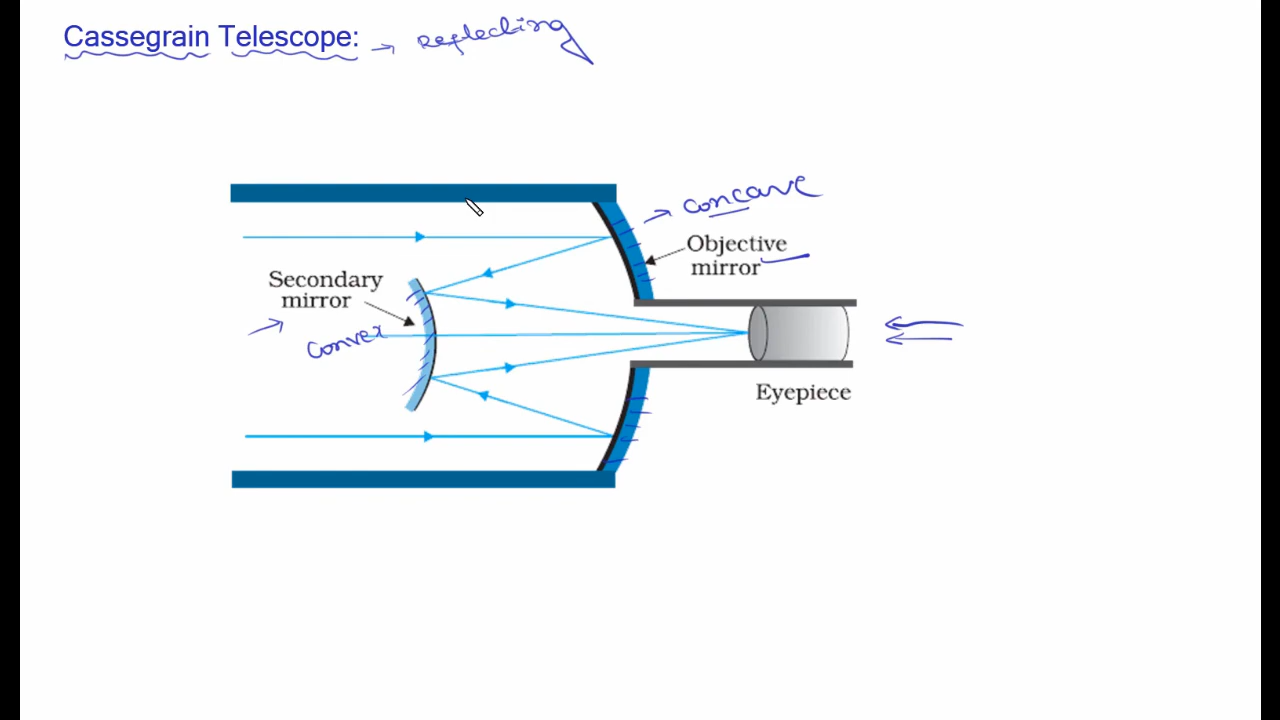 Cassegrain Telescope: → Reflecting
concave
Objective
mirror
Secondary
mirror
Convex
Eyepiece